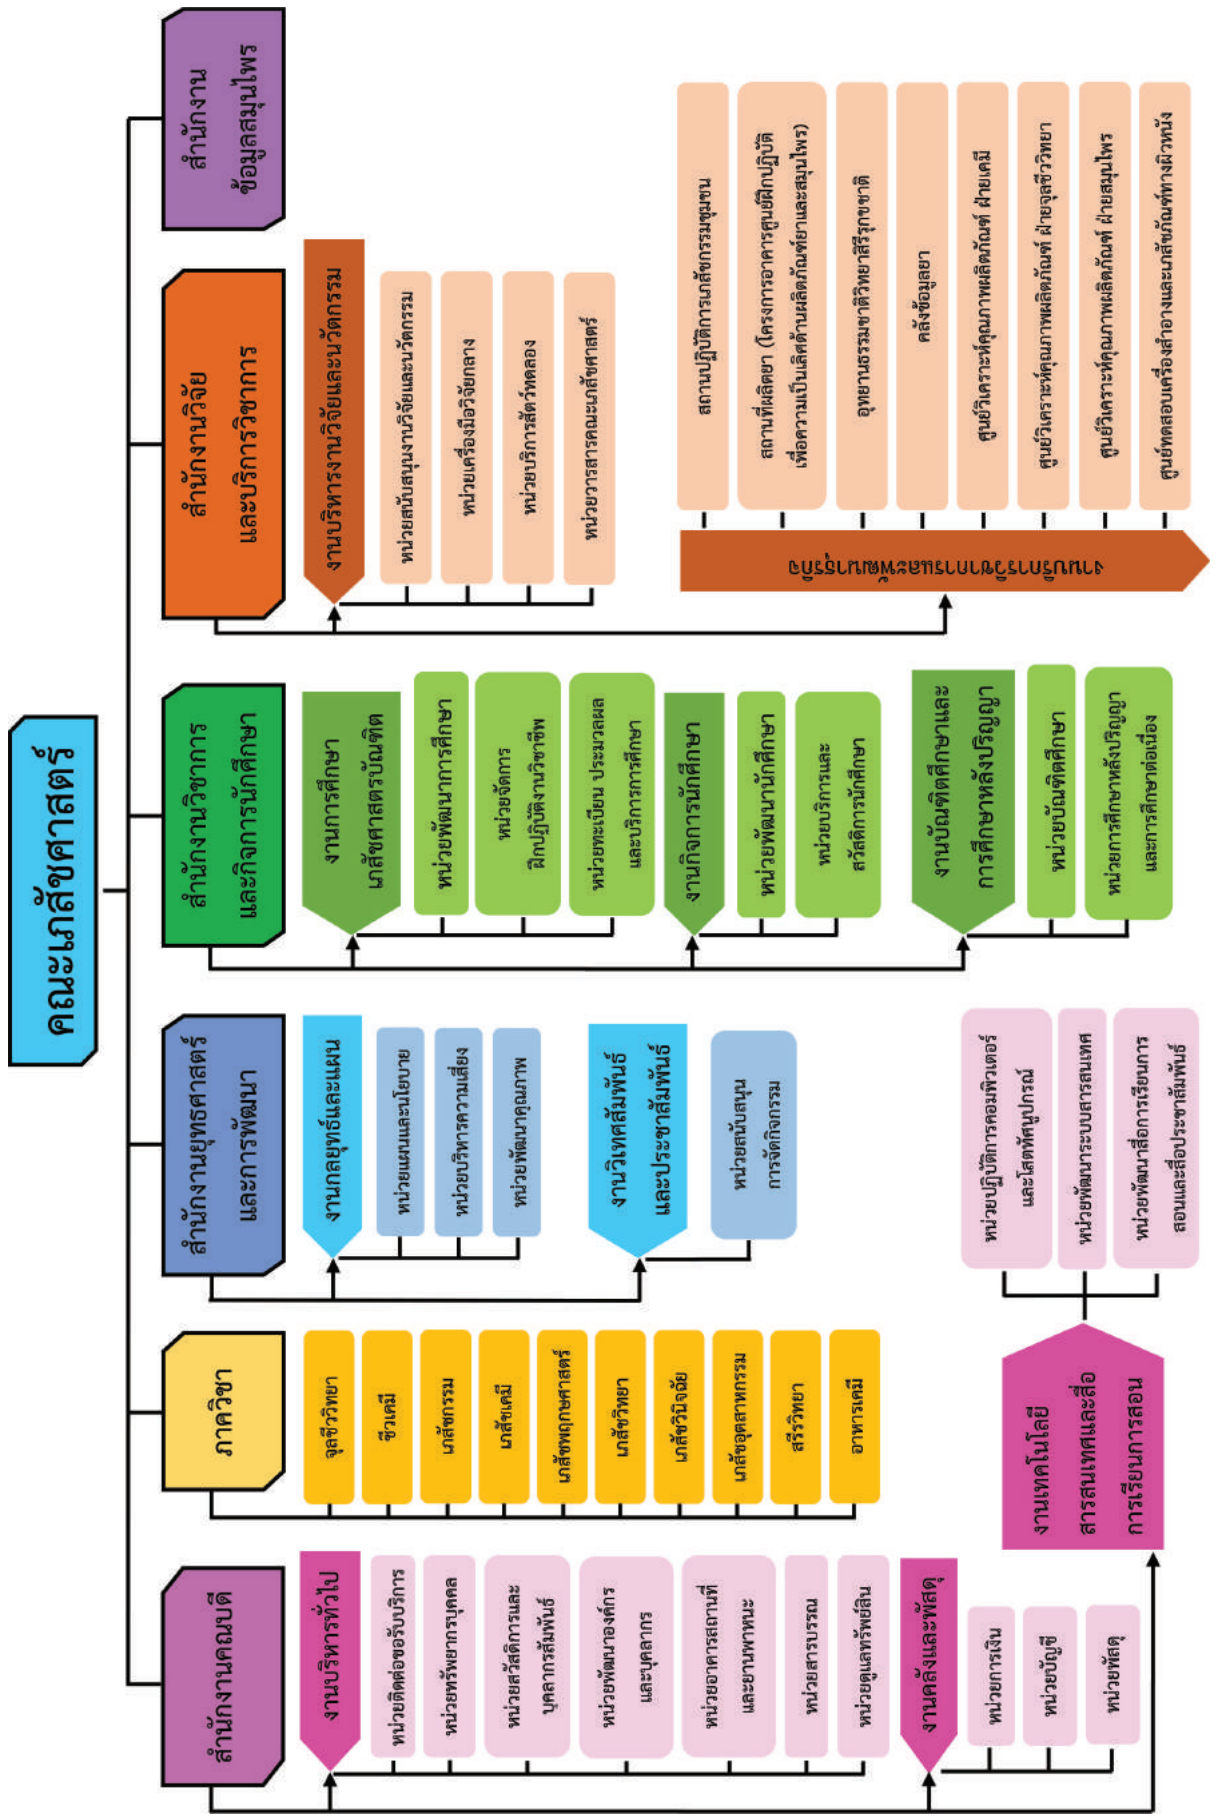 คณะเภสัชศาสตร์
สำนักงานคณบดี
งานบริหารทั่วไป
หน่วยติดต่อขอรับบริการ
หน่วยทรัพยากรบุคคล
หน่วยสวัสดิการและ
บุคลากรสัมพันธ์
หน่วยพัฒนาองค์กร
และบุคลากร
หน่วยอาคารสถานที่
และยานพาหนะ
หน่วยสารบรรณ
หน่วยดูแลทรัพย์สิน
งานคลังและพัสดุ
หน่วยการเงิน
หน่วยบัญชี
หน่วยพัสดุ
งานเทคโนโลยี
สารสนเทศและสื่อ
การเรียนการสอน
หน่วยปฏิบัติการคอมพิวเตอร์
และโสตทัศนูปกรณ์
หน่วยพัฒนาระบบสารสนเทศ
หน่วยพัฒนาสื่อการเรียนการ
สอนและสื่อประชาสัมพันธ์
ภาควิชา
จุลชีววิทยา
ชีวเคมี
เภสัชกรรม
เภสัชเคมี
เภสัชพฤกษศาสตร์
เภสัชวิทยา
เภสัชวินิจฉัย
เภสัชอุตสาหกรรม
สรีรวิทยา
อาหารเคมี
สำนักงานยุทธศาสตร์
และการพัฒนา
งานกลยุทธ์และแผน
หน่วยแผนและนโยบาย
หน่วยบริหารความเสี่ยง
หน่วยพัฒนาคุณภาพ
งานวิเทศสัมพันธ์
และประชาสัมพันธ์
หน่วยสนับสนุน
การจัดกิจกรรม
สำนักงานวิชาการ
และกิจการนักศึกษา
งานการศึกษา
เภสัชศาสตรบัณฑิต
หน่วยพัฒนาการศึกษา
หน่วยจัดการ
ฝึกปฏิบัติงานวิชาชีพ
หน่วยทะเบียน ประมวลผล
และบริการการศึกษา
งานกิจการนักศึกษา
หน่วยพัฒนานักศึกษา
หน่วยบริการและ
สวัสดิการนักศึกษา
งานบัณฑิตศึกษาและ
การศึกษาหลังปริญญา
หน่วยบัณฑิตศึกษา
หน่วยการศึกษาหลังปริญญา
และการศึกษาต่อเนื่อง
สำนักงานวิจัย
และบริการวิชาการ
งานบริหารงานวิจัยและนวัตกรรม
หน่วยสนับสนุนงานวิจัยและนวัตกรรม
หน่วยเครื่องมือวิจัยกลาง
หน่วยบริการสัตว์ทดลอง
หน่วยวารสารคณะเภสัชศาสตร์
งานบริการวิชาการและพัฒนาธุรกิจ
สถานปฏิบัติการเภสัชกรรมชุมชน
สถานที่ผลิตยา (โครงการอาคารศูนย์ฝึกปฏิบัติ
เพื่อความเป็นเลิศด้านผลิตภัณฑ์ยาและสมุนไพร)
อุทยานธรรมชาติวิทยาสิรีรุกขชาติ
คลังข้อมูลยา
ศูนย์วิเคราะห์คุณภาพผลิตภัณฑ์ ฝ่ายเคมี
ศูนย์วิเคราะห์คุณภาพผลิตภัณฑ์ ฝ่ายจุลชีววิทยา
ศูนย์วิเคราะห์คุณภาพผลิตภัณฑ์ ฝ่ายสมุนไพร
ศูนย์ทดสอบเครื่องสำอางและเภสัชภัณฑ์ทางผิวหนัง
สำนักงาน
ข้อมูลสมุนไพร